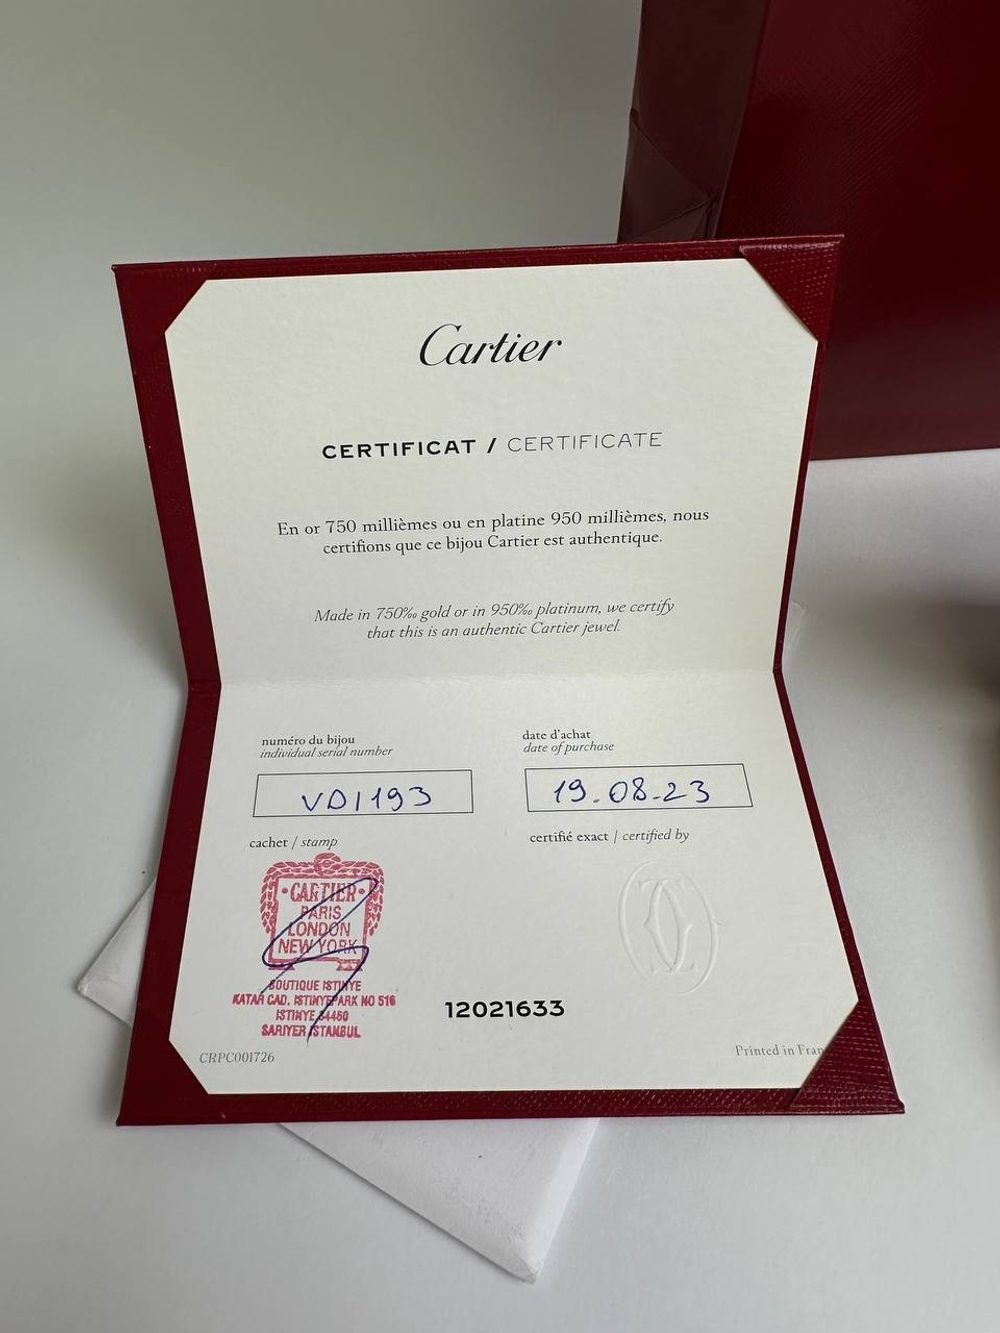 Cartier
CERTIFICAT / CERTIFICATE
En or 750 millièmes ou en platine 950 millièmes, nous
certifions que ce bijou Cartier est authentique.
Made in 750‰ gold or in 950‰ platinum, we certify
that this is an authentic Cartier jewel.
numéro du bijou
individual serial number
VDI193
date d'achat
date of purchase
19.08.23
cachet / stamp
certifié exact / certified by
CARTIER
PARIS
LONDON
NEW YORK
BOUTIQUE ISTINYE
KATAR CAD. ISTINYEPARK NO 516
ISTINYE 34460
SARIYER ISTANBUL
12021633
CRPC001726
Printed in Fran